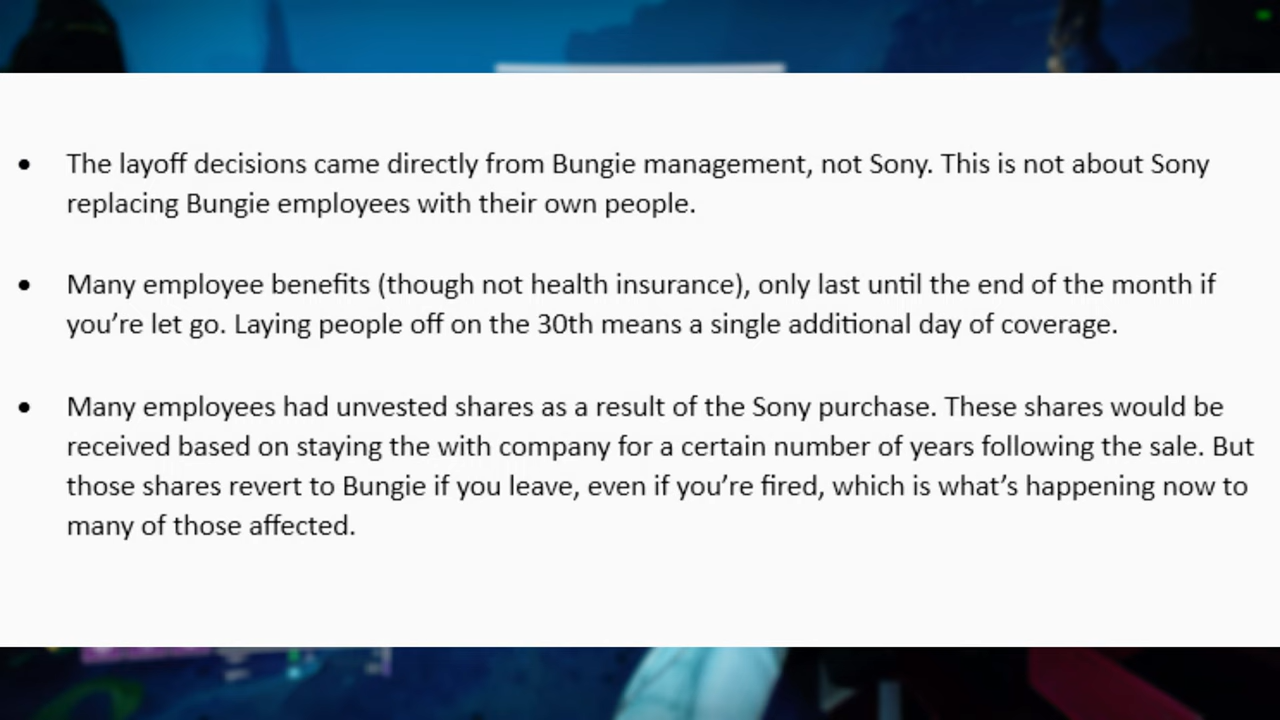 • The layoff decisions came directly from Bungie management, not Sony. This is not about Sony
replacing Bungie employees with their own people.
• Many employee benefits (though not health insurance), only last until the end of the month if
you’re let go. Laying people off on the 30th means a single additional day of coverage.
• Many employees had unvested shares as a result of the Sony purchase. These shares would be
received based on staying the with company for a certain number of years following the sale. But
those shares revert to Bungie if you leave, even if you’re fired, which is what’s happening now to
many of those affected.